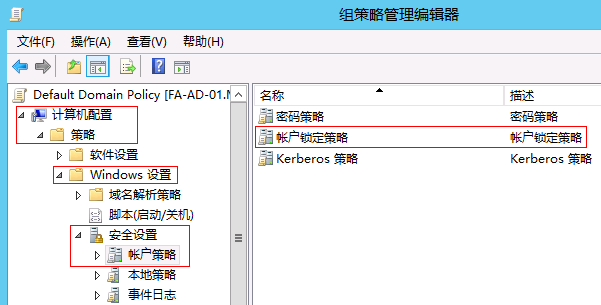 组策略管理编辑器
文件(F) 操作(A) 查看(V) 帮助(H)
Default Domain Policy [FA-AD-01.
计算机配置
策略
软件设置
Windows 设置
域名解析策略
脚本(启动/关机)
安全设置
帐户策略
本地策略
事件日志
名称 描述
密码策略 密码策略
帐户锁定策略 帐户锁定策略
Kerberos 策略 Kerberos 策略